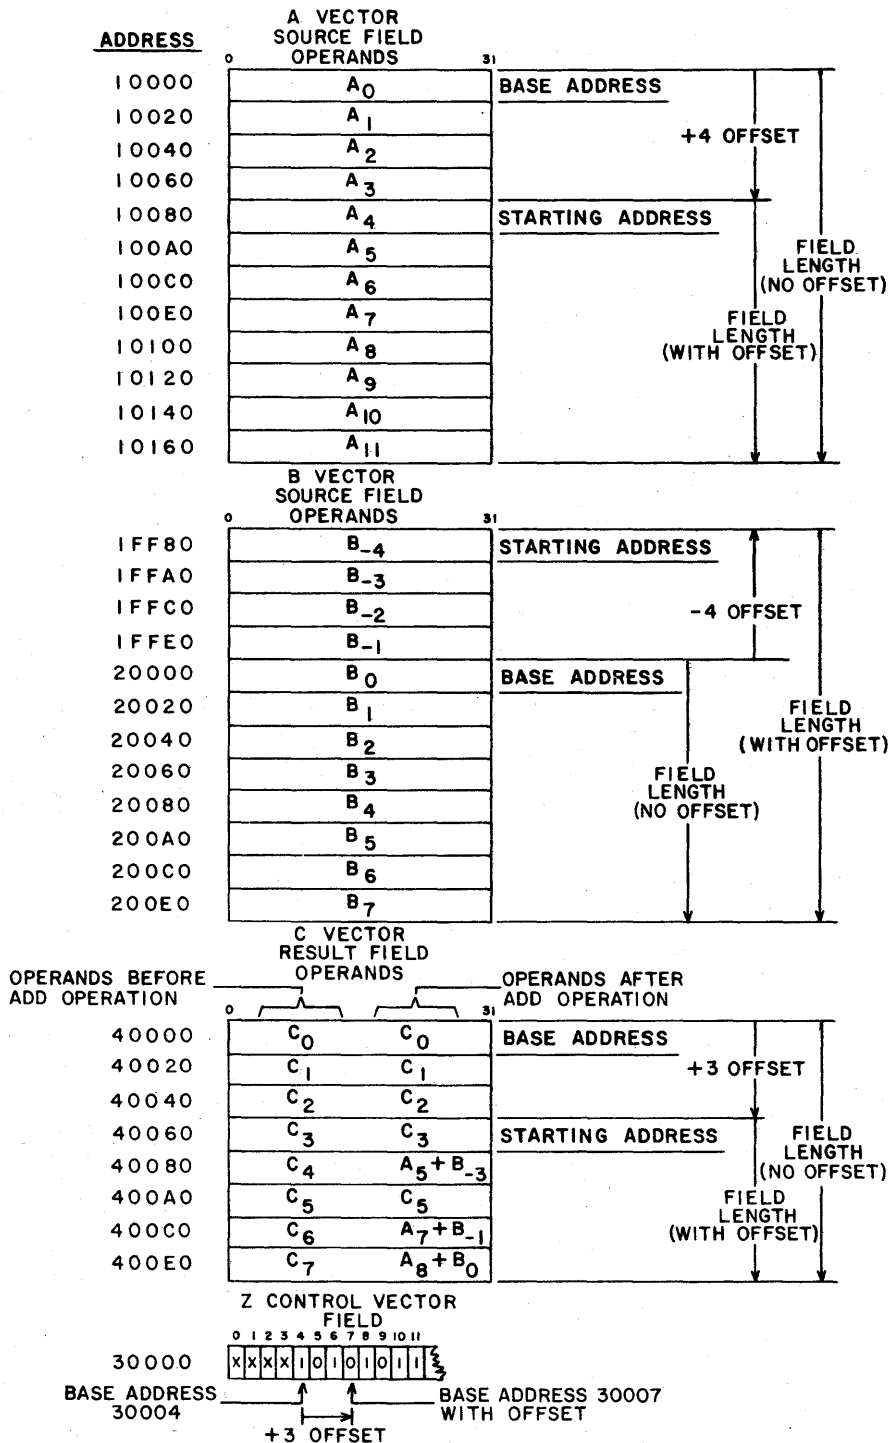 A VECTOR
SOURCE FIELD
OPERANDS
ADDRESS
0 31
10000 A0 BASE ADDRESS
10020 A1
+4 OFFSET
10040 A2
10060 A3
10080 A4 STARTING ADDRESS
100A0 A5
100C0 A6
100E0 A7
10100 A8
10120 A9
10140 A10
10160 A11
FIELD
LENGTH
(NO OFFSET)
FIELD
LENGTH
(WITH OFFSET)
B VECTOR
SOURCE FIELD
OPERANDS
0 31
1FF80 B-4 STARTING ADDRESS
1FFA0 B-3
1FFC0 B-2
-4 OFFSET
1FFE0 B-1
20000 B0 BASE ADDRESS
20020 B1
20040 B2
20060 B3
20080 B4
200A0 B5
200C0 B6
200E0 B7
FIELD
LENGTH
(WITH OFFSET)
FIELD
LENGTH
(NO OFFSET)
C VECTOR
RESULT FIELD
OPERANDS
OPERANDS BEFORE
ADD OPERATION
OPERANDS AFTER
ADD OPERATION
0 31
40000 C0 C0 BASE ADDRESS
40020 C1 C1
+3 OFFSET
40040 C2 C2
40060 C3 C3 STARTING ADDRESS
40080 C4 A5+B-3
400A0 C5 C5
400C0 C6 A7+B-1
400E0 C7 A8+B0
FIELD
LENGTH
(NO OFFSET)
FIELD
LENGTH
(WITH OFFSET)
Z CONTROL VECTOR
FIELD
0 1 2 3 4 5 6 7 8 9 10 11
30000 X X X X 1 0 1 0 1 0 1 1
BASE ADDRESS
30004
BASE ADDRESS 30007
WITH OFFSET
+3 OFFSET